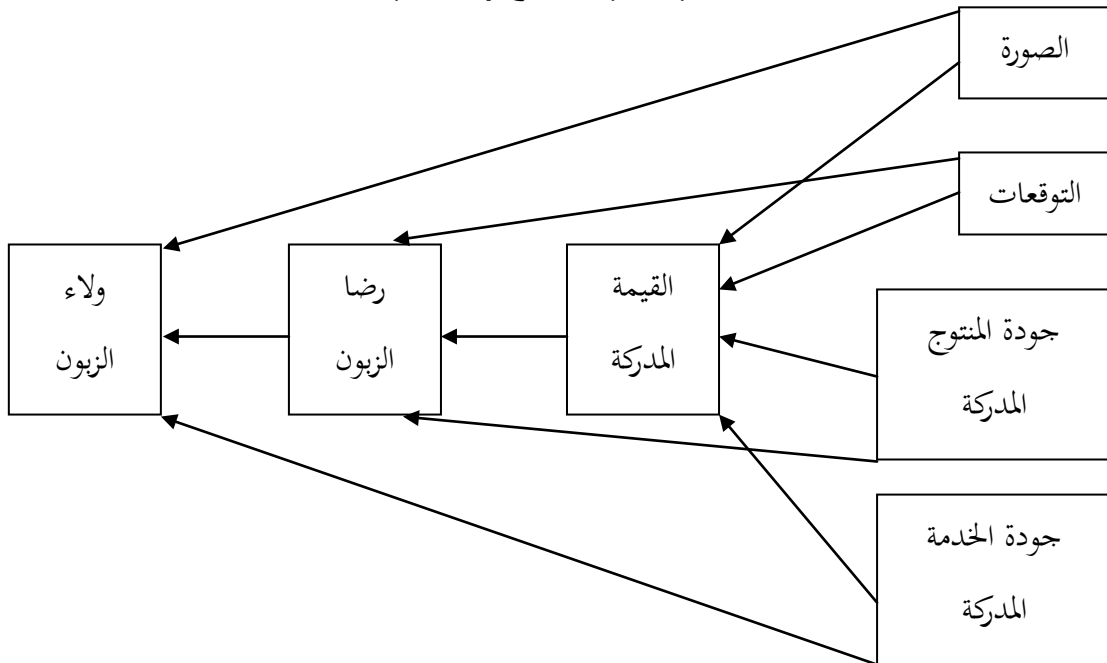 الصورة
التوقعات
القيمة
المدركة
رضا
الزبون
ولاء
الزبون
جودة المنتوج
المدركة
جودة الخدمة
المدركة